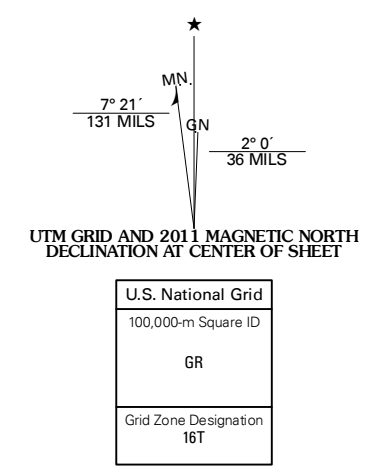 MN.
7° 21´
131 MILS
GN
2° 0´
36 MILS
UTM GRID AND 2011 MAGNETIC NORTH
DECLINATION AT CENTER OF SHEET
U.S. National Grid
100,000-m Square ID
GR
Grid Zone Designation
16T